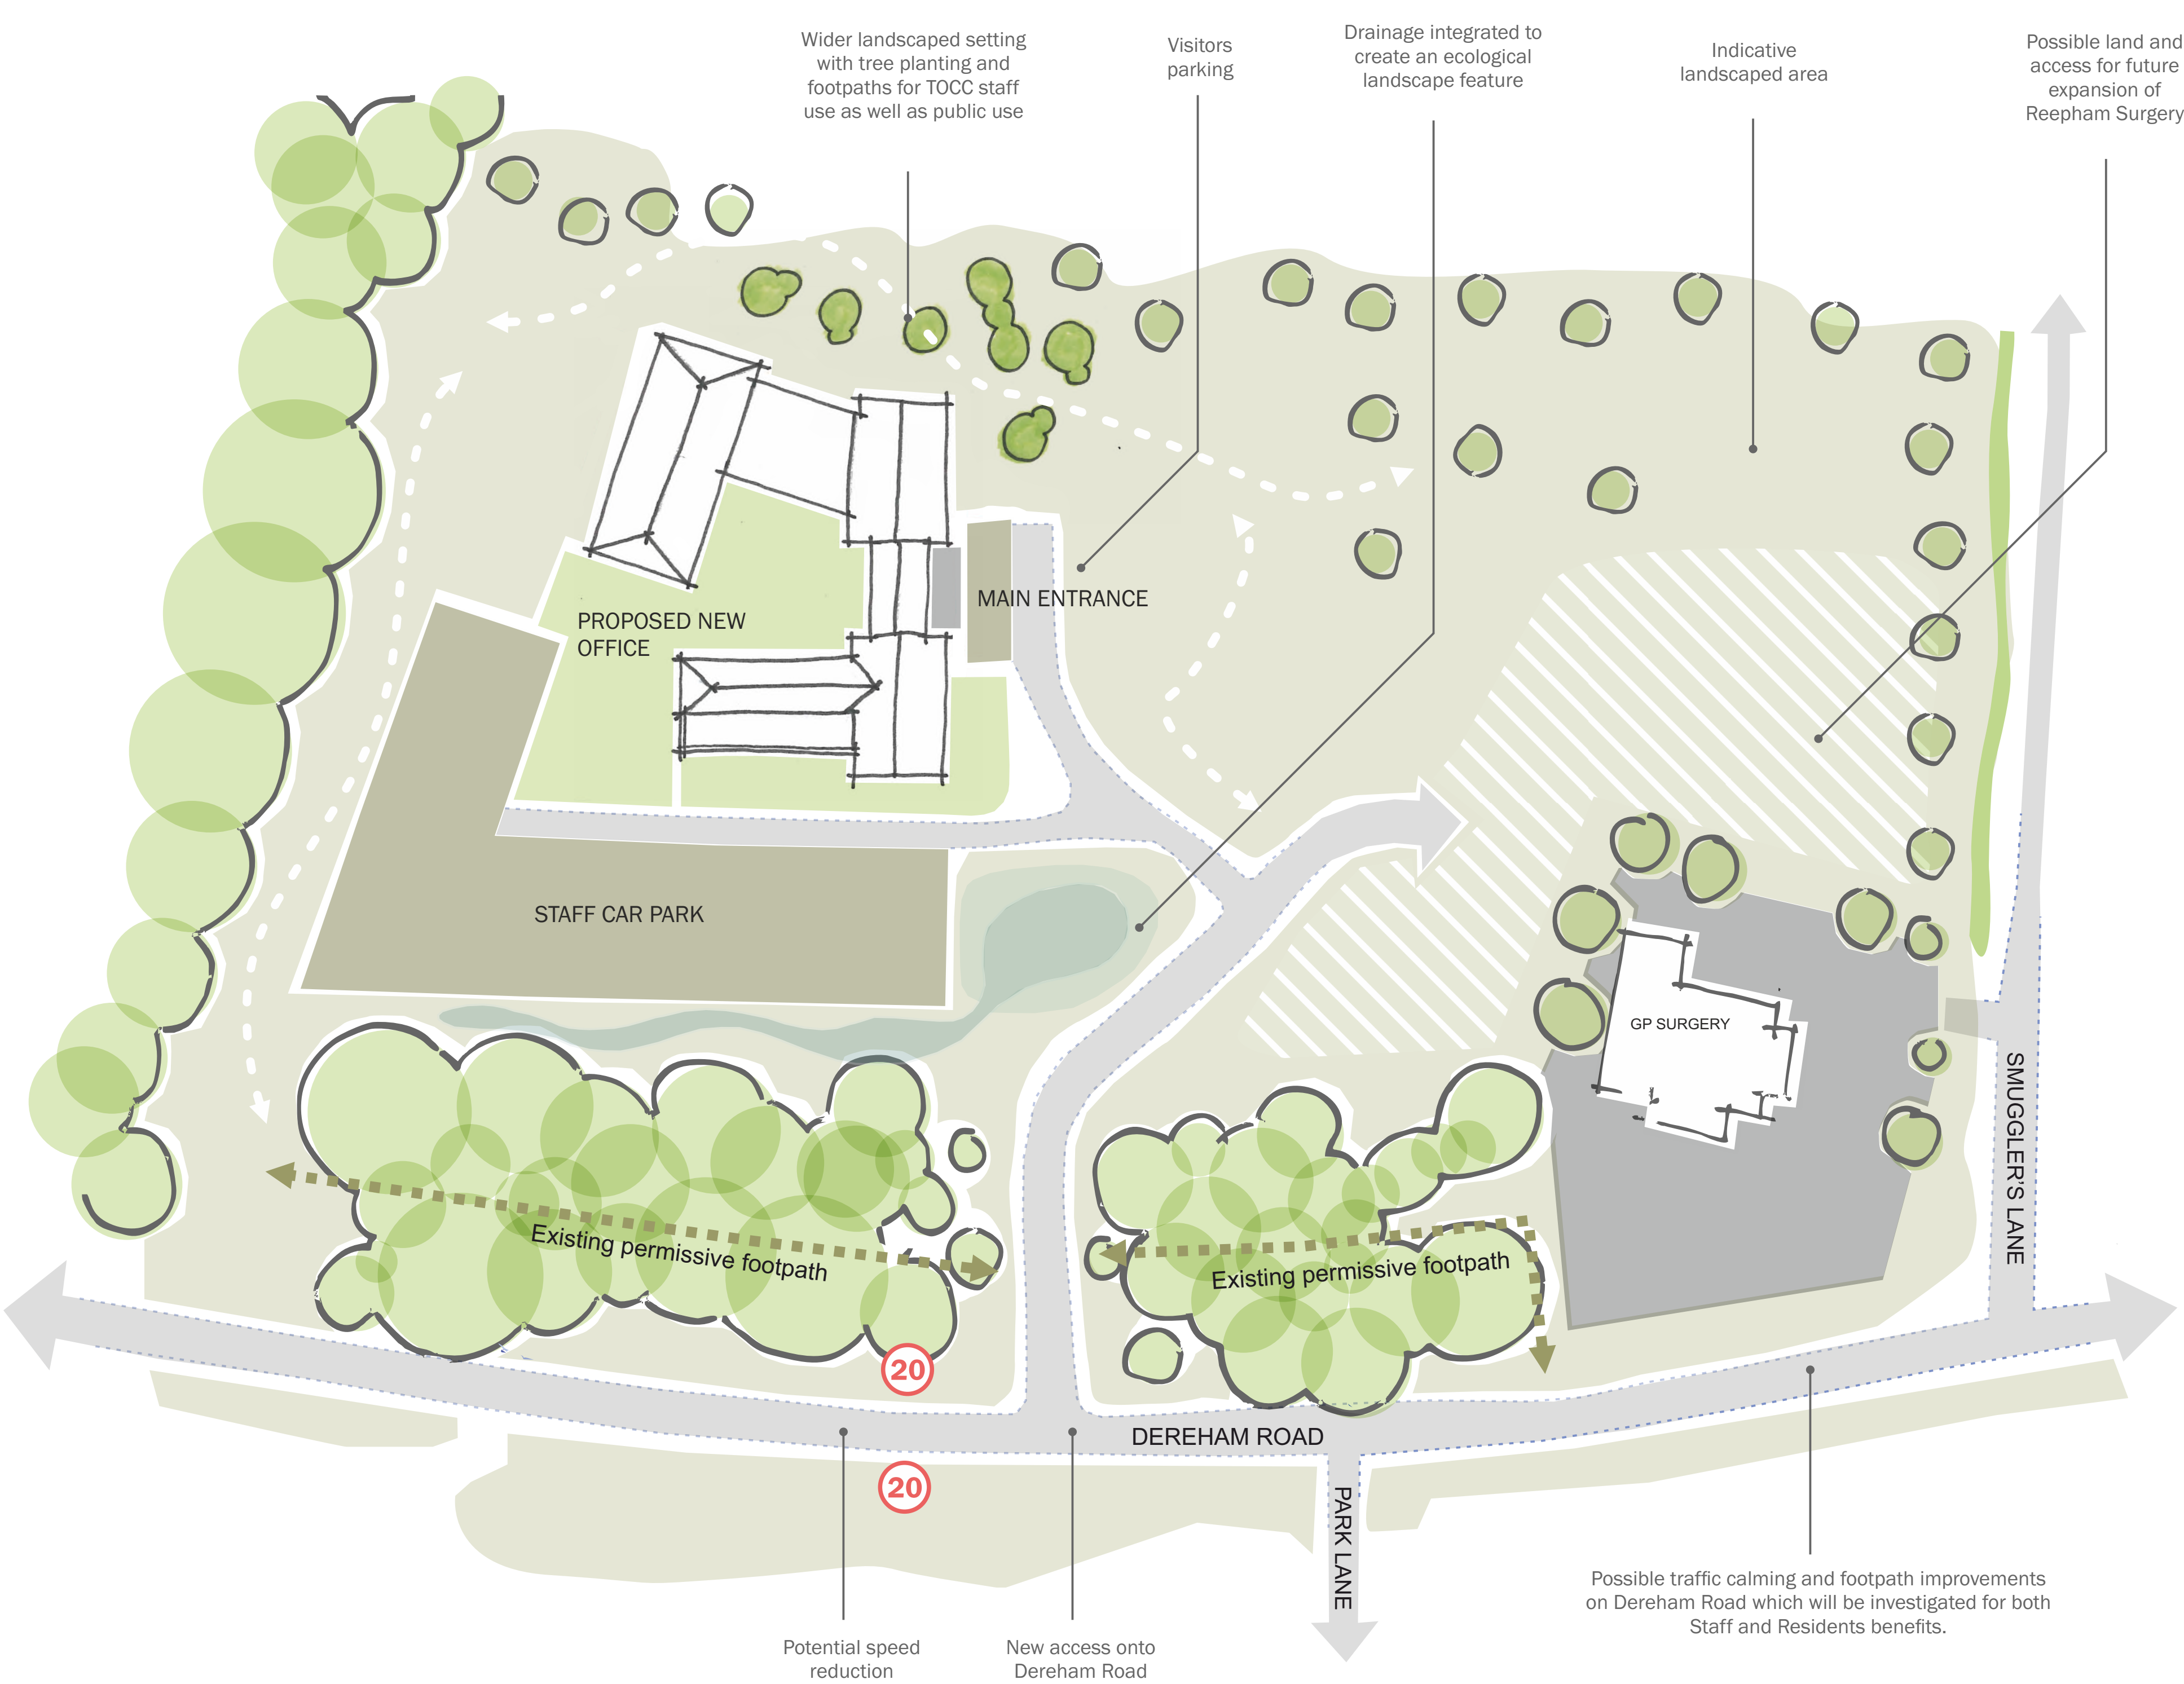 Wider landscaped setting
with tree planting and
footpaths for TOCC staff
use as well as public use
Visitors
parking
Drainage integrated to
create an ecological
landscape feature
Indicative
landscaped area
Possible land and
access for future
expansion of
Reepham Surgery
MAIN ENTRANCE
PROPOSED NEW
OFFICE
STAFF CAR PARK
GP SURGERY
SMUGGLER'S LANE
Existing permissive footpath
Existing permissive footpath
20
DEREHAM ROAD
20
PARK LANE
Possible traffic calming and footpath improvements
on Dereham Road which will be investigated for both
Staff and Residents benefits.
Potential speed
reduction
New access onto
Dereham Road